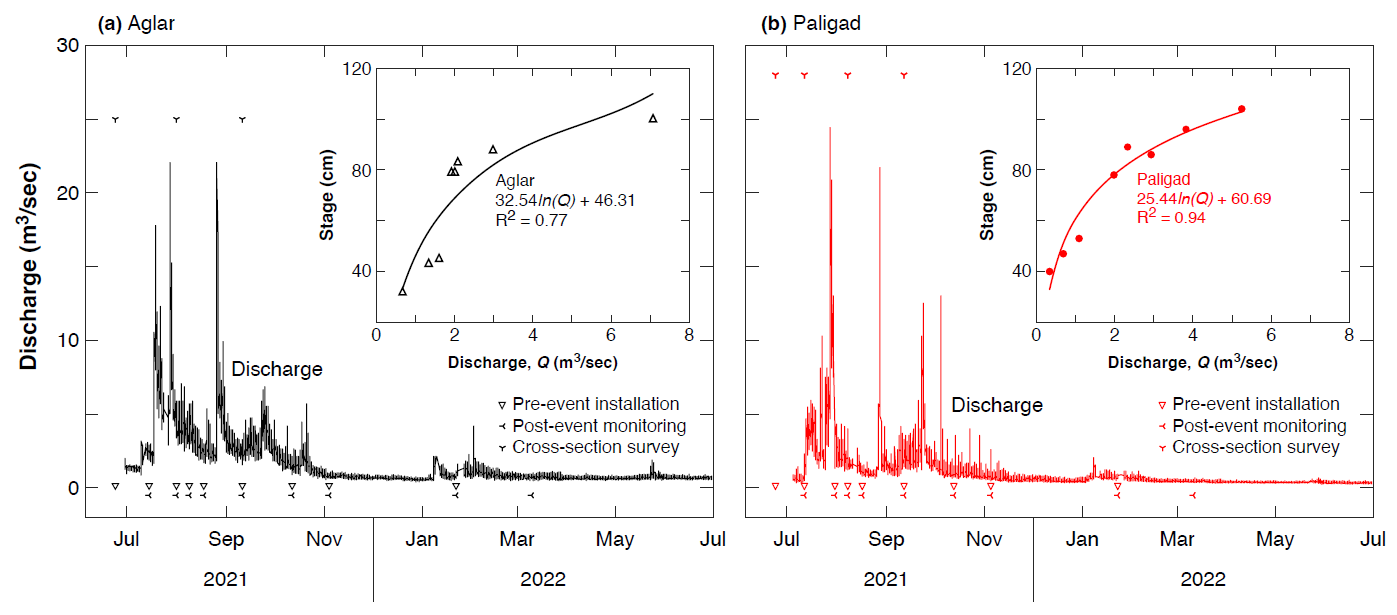 (a) Aglar
Discharge (m³/sec)
30
20
10
0
Stage (cm)
120
80
40
0 2 4 6 8
Discharge, Q (m³/sec)
Aglar
32.54ln(Q) + 46.31
R² = 0.77
Discharge
Pre-event installation
Post-event monitoring
Cross-section survey
Jul Sep Nov Jan Mar May Jul
2021 2022
(b) Paligad
Stage (cm)
120
80
40
0 2 4 6 8
Discharge, Q (m³/sec)
Paligad
25.44ln(Q) + 60.69
R² = 0.94
Discharge
Pre-event installation
Post-event monitoring
Cross-section survey
Jul Sep Nov Jan Mar May Jul
2021 2022